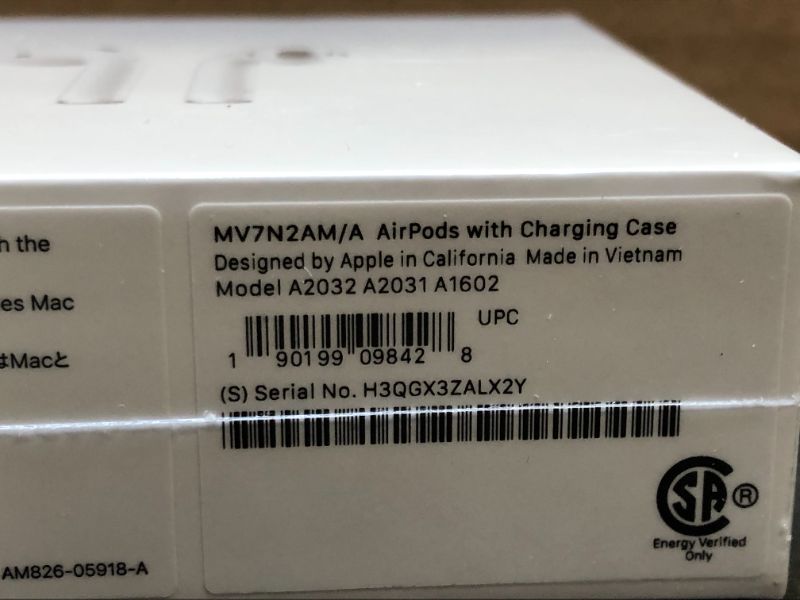 h the
es Mac
はMacと
AM826-05918-A
MV7N2AM/A AirPods with Charging Case
Designed by Apple in California Made in Vietnam
Model A2032 A2031 A1602
UPC
1 90199 09842 8
(S) Serial No. H3QGX3ZALX2Y
SA ®
Energy Verified
Only